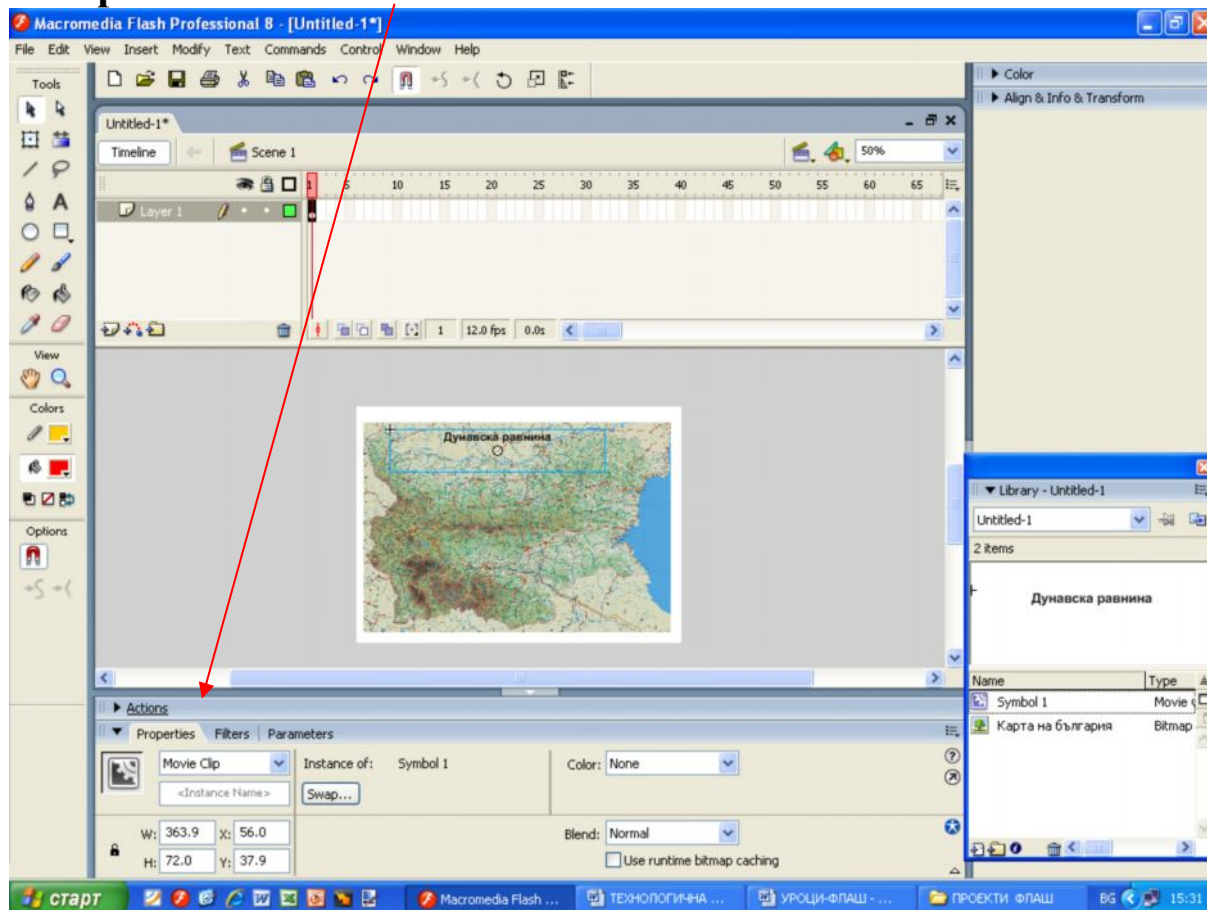 Macromedia Flash Professional 8 - [Untitled-1*]
File Edit View Insert Modify Text Commands Control Window Help
Tools
Untitled-1*
Timeline Scene 1 50%
1 5 10 15 20 25 30 35 40 45 50 55 60 65
Layer 1
1 12.0 fps 0.0s
View
Colors
Options
Дунавска равнина
Color
Align & Info & Transform
Library - Untitled-1
Untitled-1
2 items
Дунавска равнина
Name Type
Symbol 1 Movie
Карта на българия Bitmap
Actions
Properties Filters Parameters
Movie Clip Instance of: Symbol 1 Color: None
<Instance Name> Swap...
W: 363.9 X: 56.0 Blend: Normal
H: 72.0 Y: 37.9 Use runtime bitmap caching
старт Macromedia Flash ... ТЕХНОЛОГИЧНА ... УРОЦИ-ФЛАШ - ... ПРОЕКТИ ФЛАШ BG 15:31